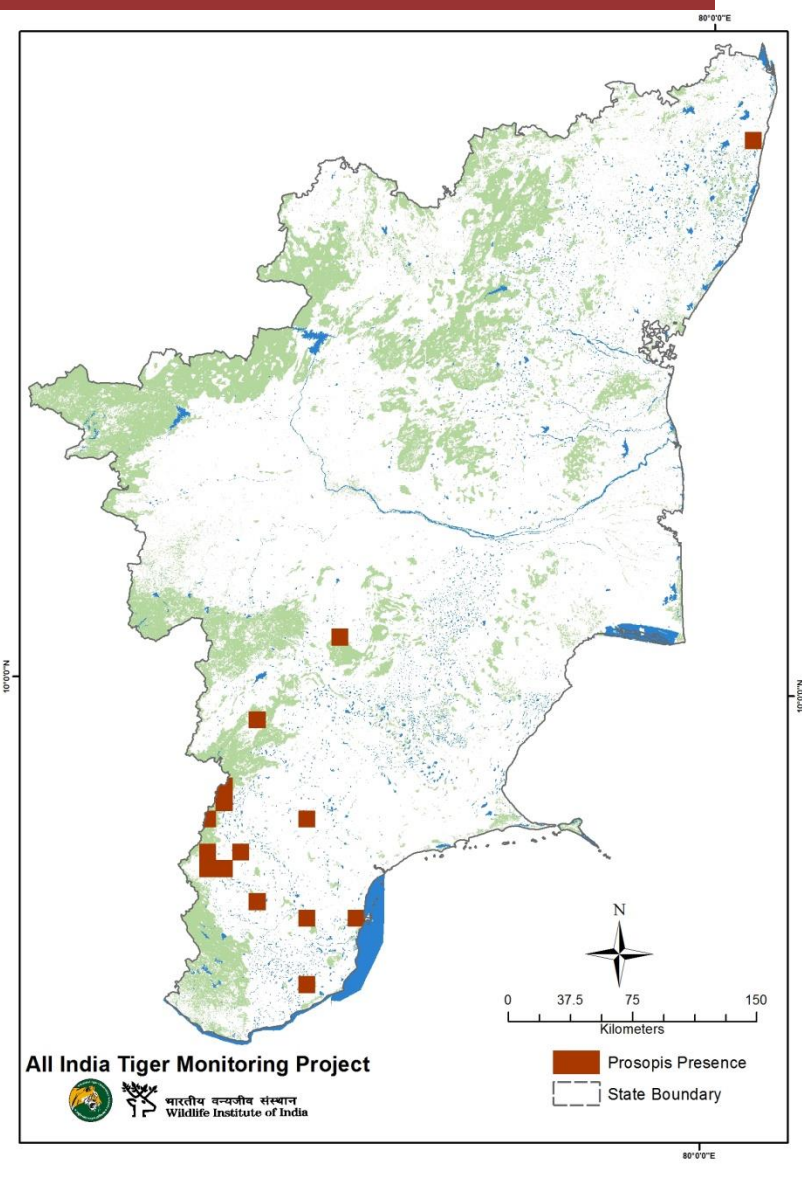 80°0'0"E
10°0'0"N
10°0'0"N
N
0 37.5 75 150
Kilometers
All India Tiger Monitoring Project
भारतीय वन्यजीव संस्थान
Wildlife Institute of India
Prosopis Presence
State Boundary
80°0'0"E